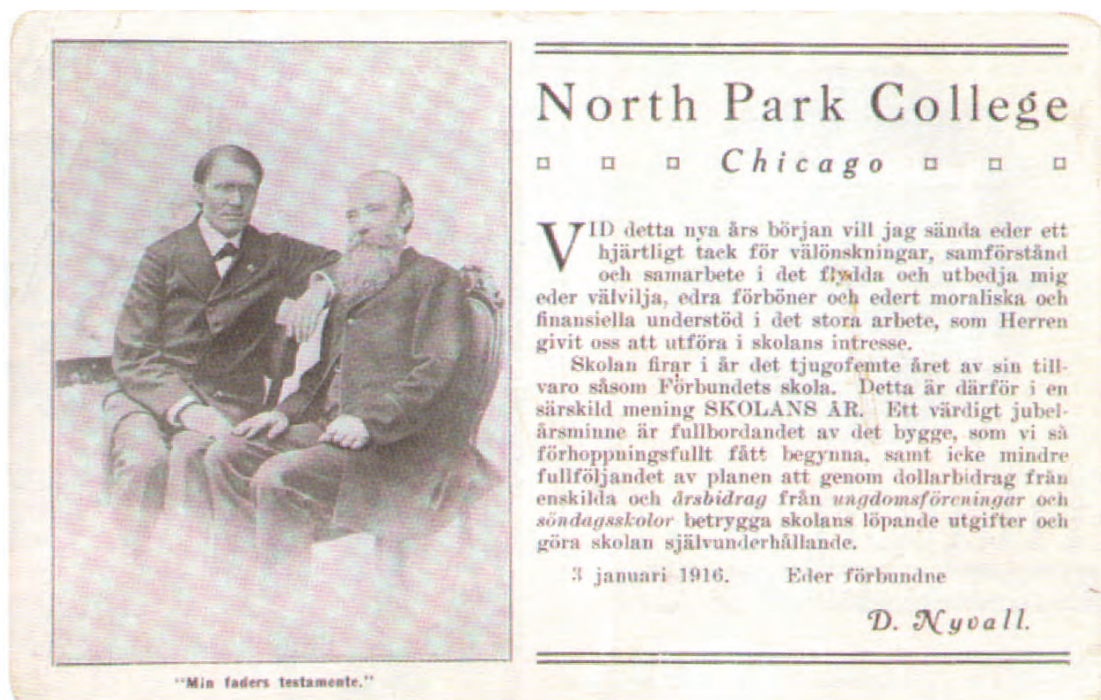 North Park College
Chicago
VID detta nya års början vill jag sända eder ett
hjärtligt tack för välönskningar, samförstånd
och samarbete i det flydda och utbedja mig
eder välvilja, edra förböner och edert moraliska och
finansiella understöd i det stora arbete, som Herren
givit oss att utföra i skolans intresse.
Skolan firar i år det tjugofemte året av sin till-
varo såsom Förbundets skola. Detta är därför i en
särskild mening SKOLANS ÅR. Ett värdigt jubel-
årsminne är fullbordandet av det bygge, som vi så
förhoppningsfullt fått begynna, samt icke mindre
fullföljandet av planen att genom dollarbidrag från
enskilda och årsbidrag från ungdomsföreningar och
söndagsskolor betrygga skolans löpande utgifter och
göra skolan självunderhållande.
3 januari 1916. Eder förbundne
D. Nyvall.
"Min faders testamente."